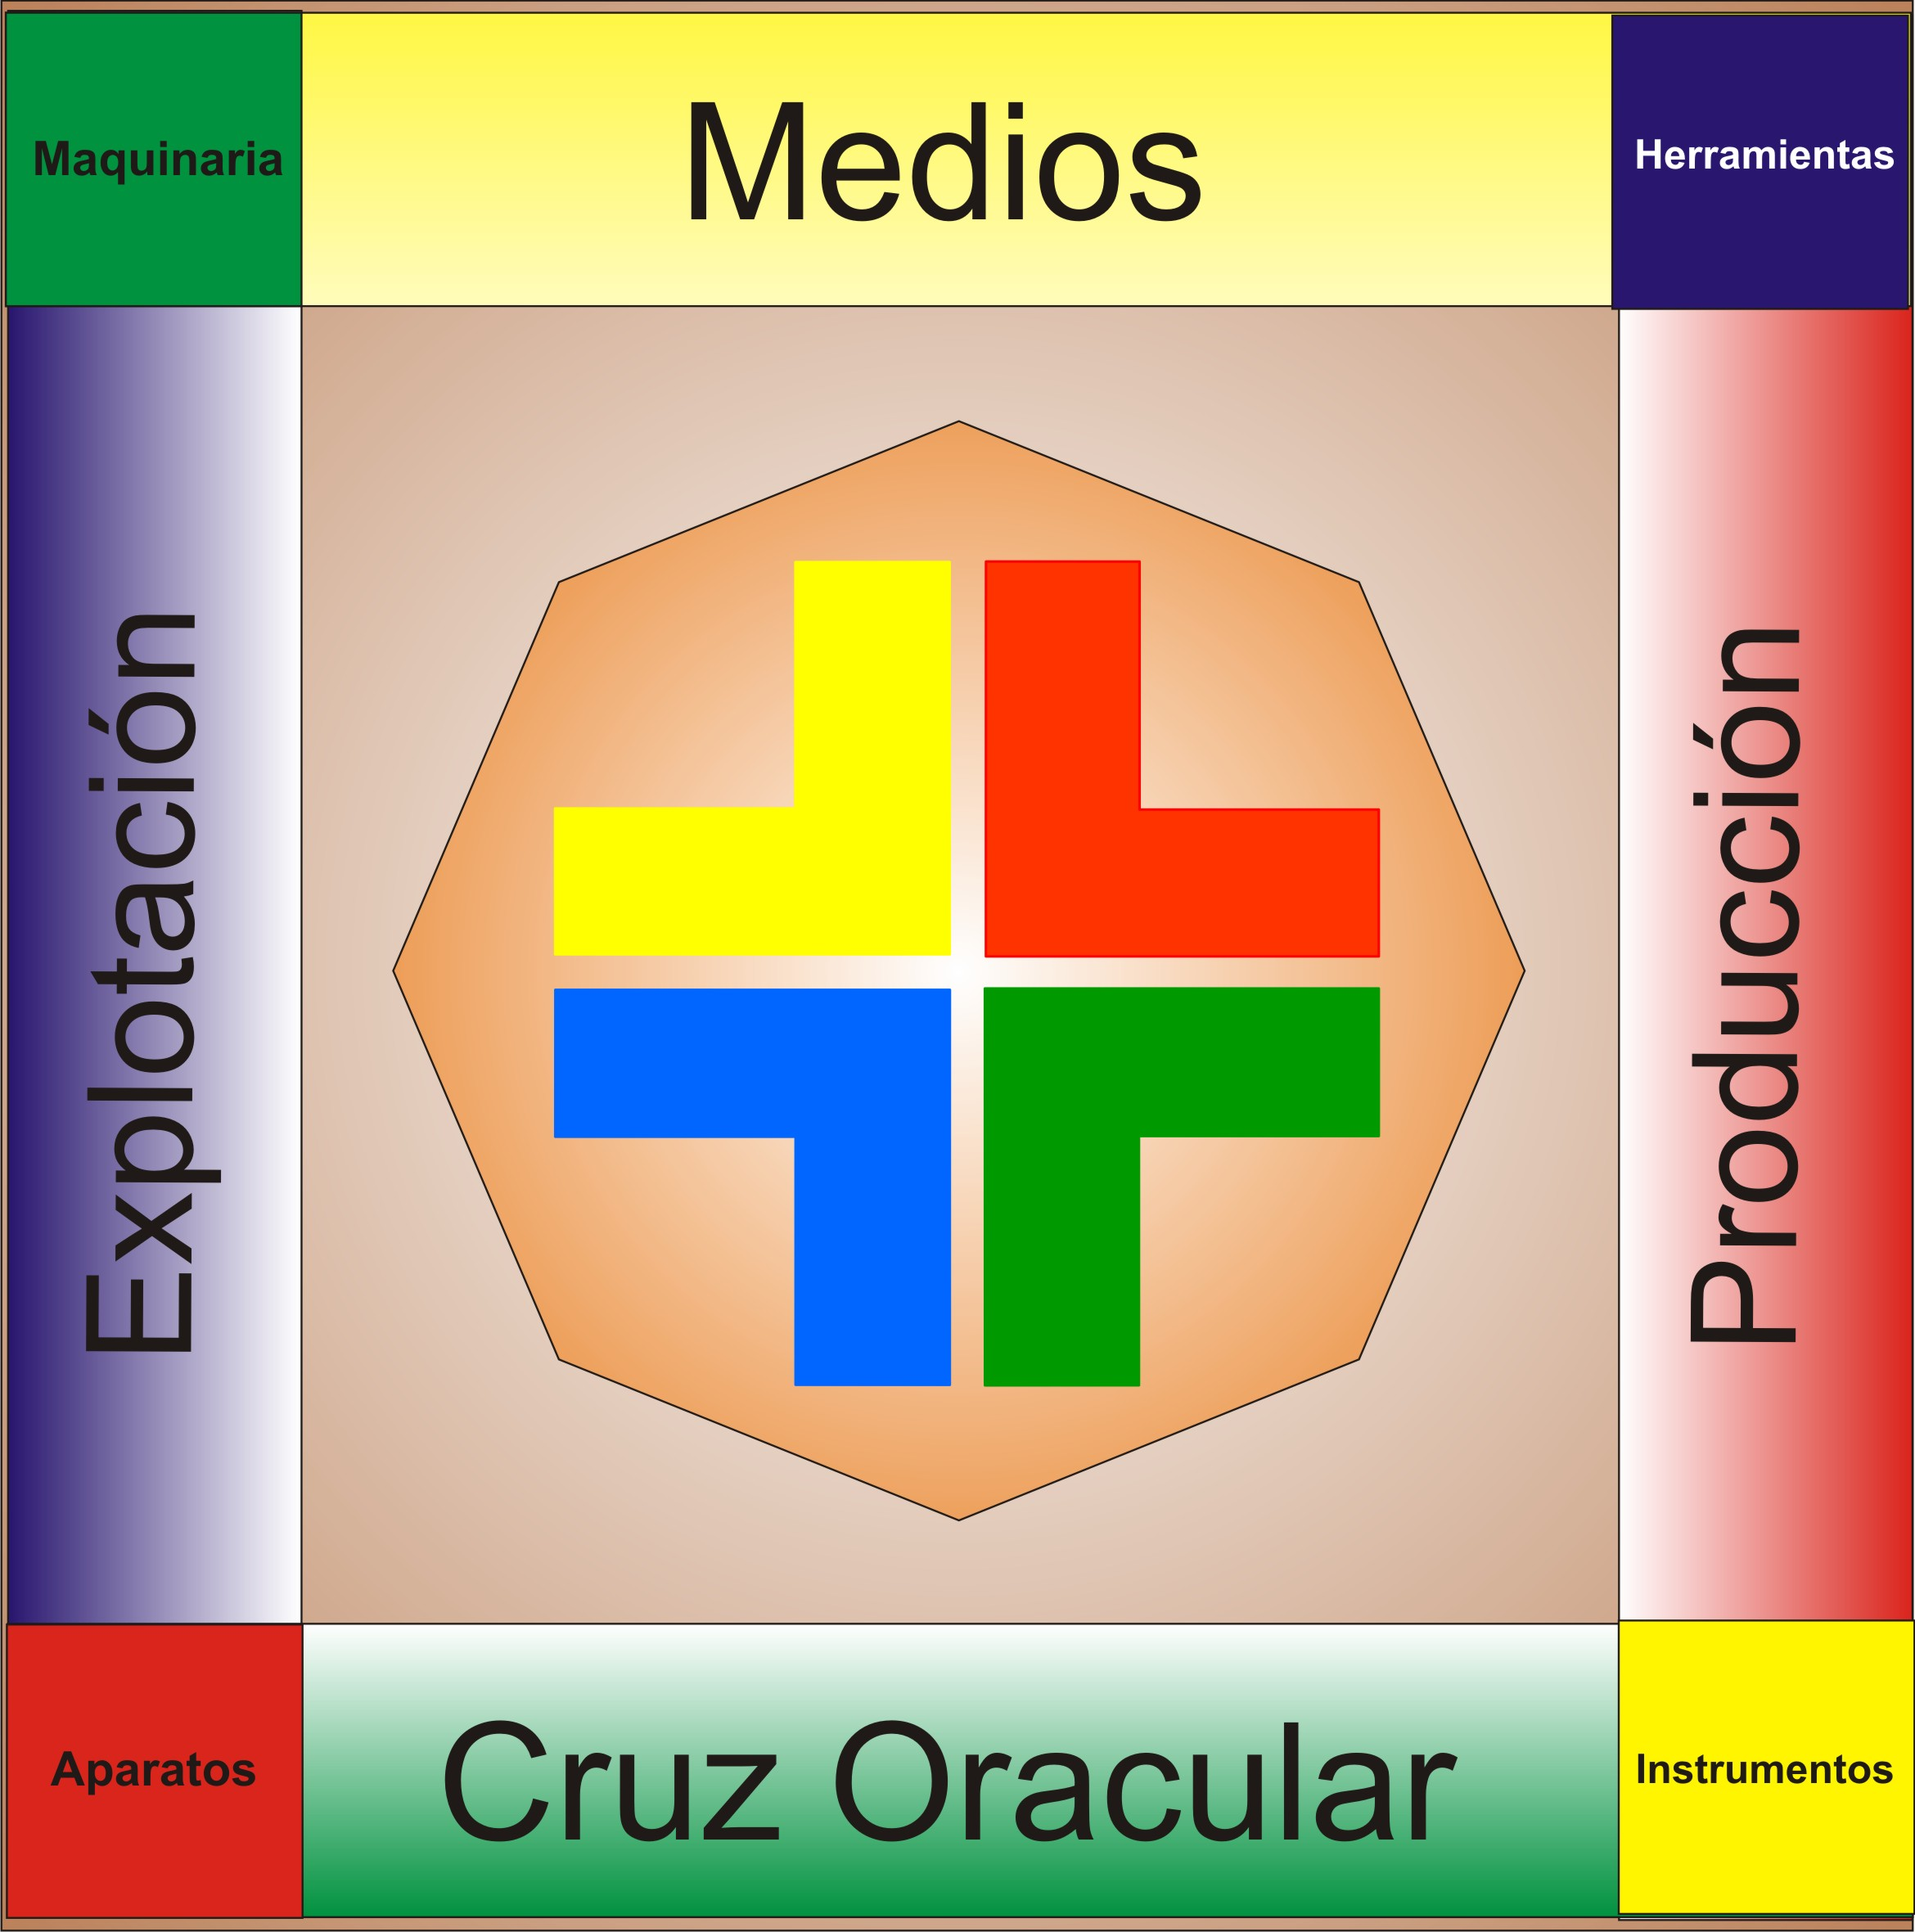 Maquinaria
Medios
Herramientas
Explotación
Producción
Aparatos
Cruz Oracular
Instrumentos